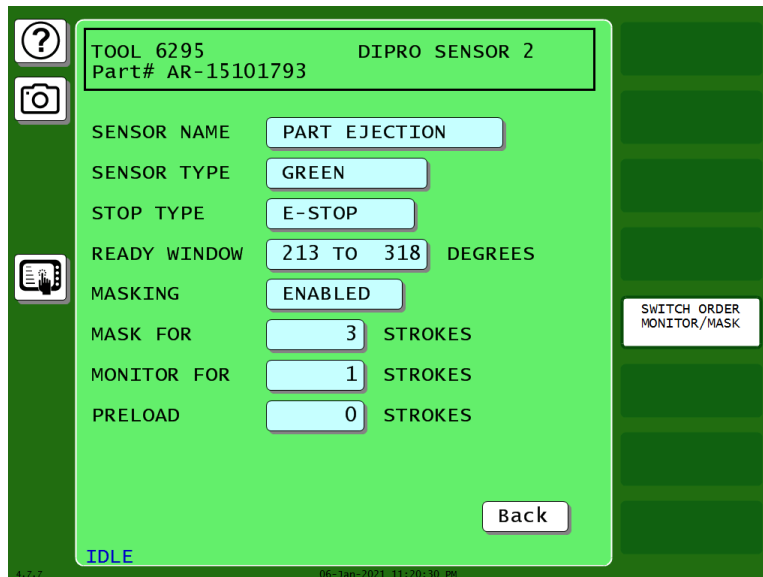 ?
TOOL 6295 DIPRO SENSOR 2
Part# AR-15101793
SENSOR NAME PART EJECTION
SENSOR TYPE GREEN
STOP TYPE E-STOP
READY WINDOW 213 TO 318 DEGREES
MASKING ENABLED
SWITCH ORDER
MONITOR/MASK
MASK FOR 3 STROKES
MONITOR FOR 1 STROKES
PRELOAD 0 STROKES
Back
IDLE
4.7.7 06-Jan-2021 11:20:30 PM